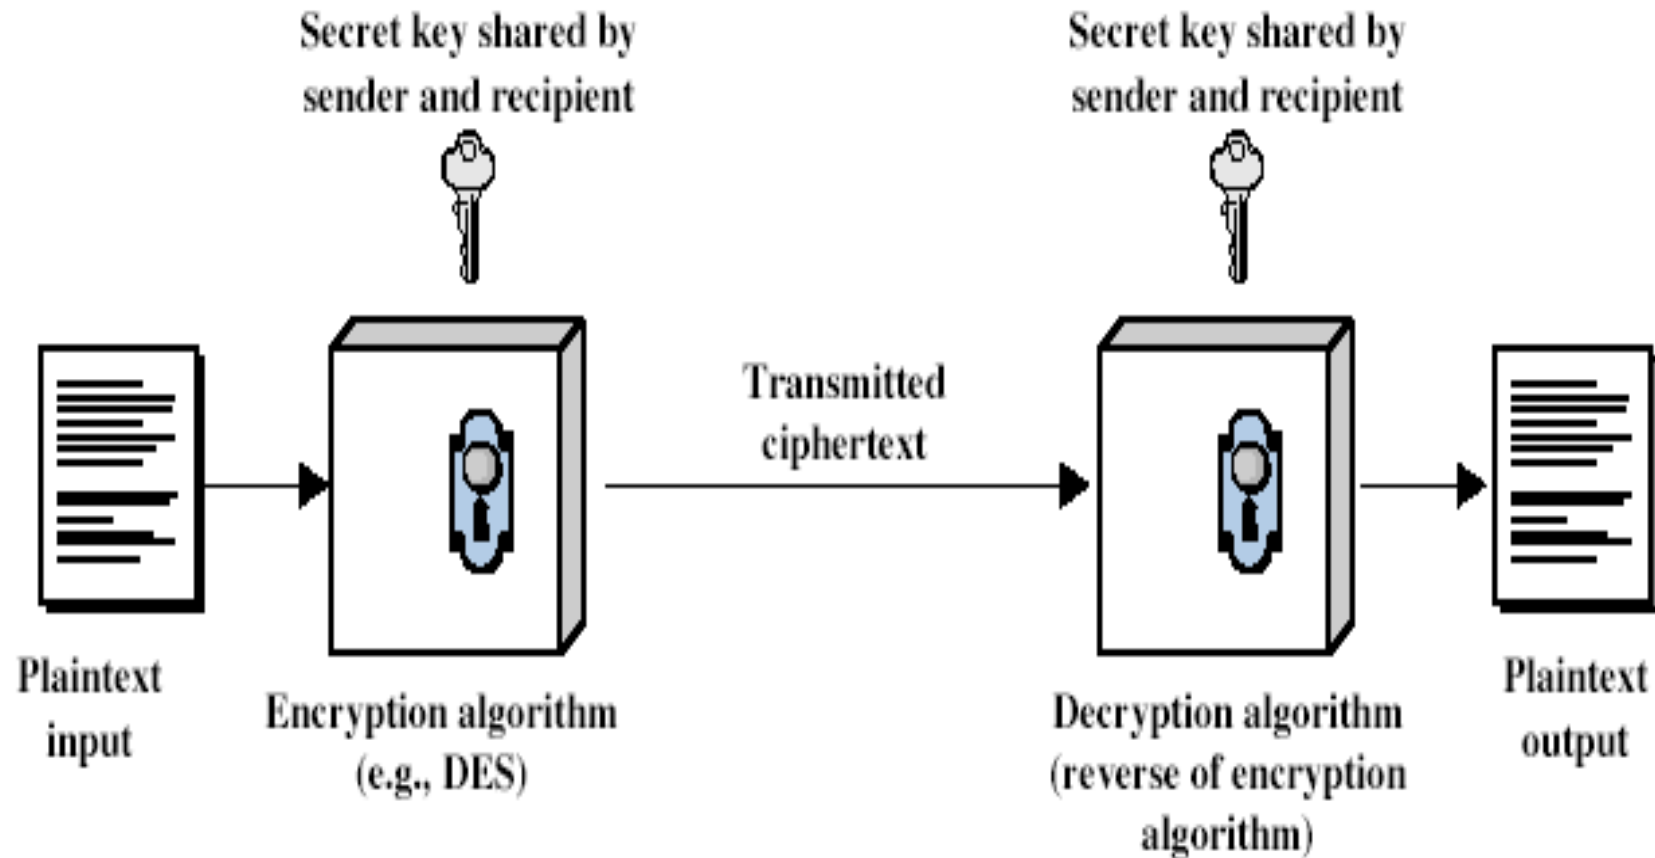 Secret key shared by
sender and recipient
Secret key shared by
sender and recipient
Transmitted
ciphertext
Plaintext
input
Encryption algorithm
(e.g., DES)
Decryption algorithm
(reverse of encryption
algorithm)
Plaintext
output